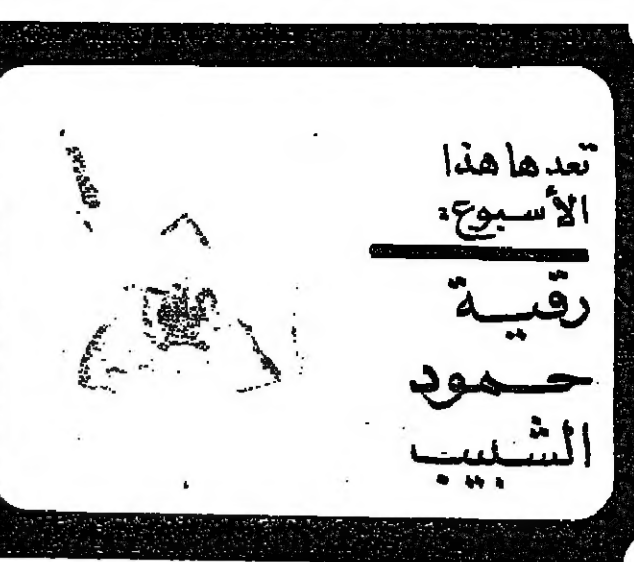 تعدها هذا
الأسبوع:
رقية
حمود
الشبيب